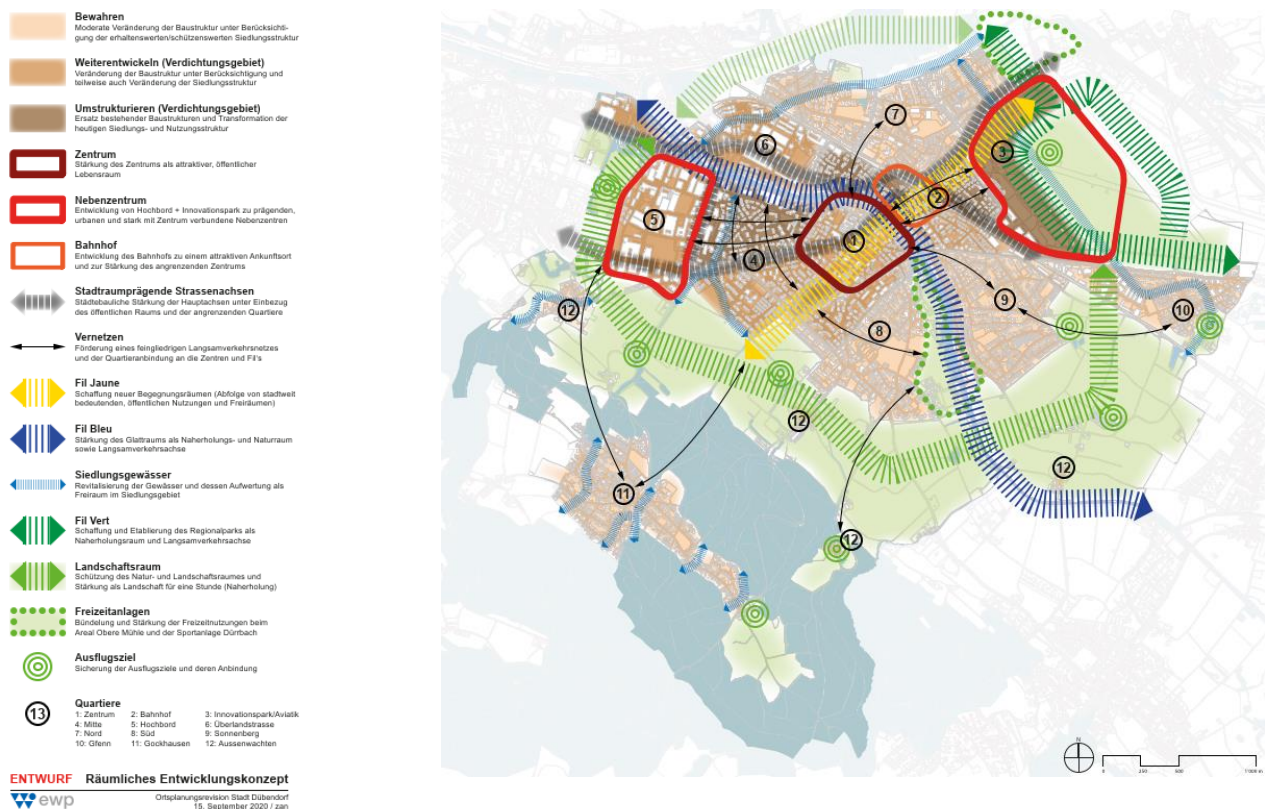 Bewahren
Moderate Veränderung der Baustruktur unter Berücksichti-
gung der erhaltenswerten/schützenswerten Siedlungsstruktur
Weiterentwickeln (Verdichtungsgebiet)
Veränderung der Baustruktur unter Berücksichtigung und
teilweise auch Veränderung der Siedlungsstruktur
Umstrukturieren (Verdichtungsgebiet)
Ersatz bestehender Baustrukturen und Transformation der
heutigen Siedlungs- und Nutzungsstruktur
Zentrum
Stärkung des Zentrums als attraktiver, öffentlicher
Lebensraum
Nebenzentrum
Entwicklung von Hochbord + Innovationspark zu prägenden,
urbanen und stark mit Zentrum verbundene Nebenzentren
Bahnhof
Entwicklung des Bahnhofs zu einem attraktiven Ankunftsort
und zur Stärkung des angrenzenden Zentrums
Stadtraumprägende Strassenachsen
Städtebauliche Stärkung der Hauptachsen unter Einbezug
des öffentlichen Raums und der angrenzenden Quartiere
Vernetzen
Förderung eines feingliedrigen Langsamverkehrsnetzes
und der Quartieranbindung an die Zentren und Fil's
Fil Jaune
Schaffung neuer Begegnungsräumen (Abfolge von stadtweit
bedeutenden, öffentlichen Nutzungen und Freiräumen)
Fil Bleu
Stärkung des Glattraums als Naherholungs- und Naturraum
sowie Langsamverkehrsachse
Siedlungsgewässer
Revitalisierung der Gewässer und dessen Aufwertung als
Freiraum im Siedlungsgebiet
Fil Vert
Schaffung und Etablierung des Regionalparks als
Naherholungsraum und Langsamverkehrsachse
Landschaftsraum
Schützung des Natur- und Landschaftsraumes und
Stärkung als Landschaft für eine Stunde (Naherholung)
Freizeitanlagen
Bündelung und Stärkung der Freizeitnutzungen beim
Areal Obere Mühle und der Sportanlage Dürrbach
Ausflugsziel
Sicherung der Ausflugsziele und deren Anbindung
13
Quartiere
1: Zentrum 2: Bahnhof 3: Innovationspark/Aviatik
4: Mitte 5: Hochbord 6: Überlandstrasse
7: Nord 8: Süd 9: Sonnenberg
10: Gfenn 11: Gockhausen 12: Aussenwachten
ENTWURF Räumliches Entwicklungskonzept
ewp
Ortsplanungsrevision Stadt Dübendorf
15. September 2020 / zan
7
6
3
2
5
1
4
12
9
10
8
12
12
11
12
N
0 250 500 1'000 m